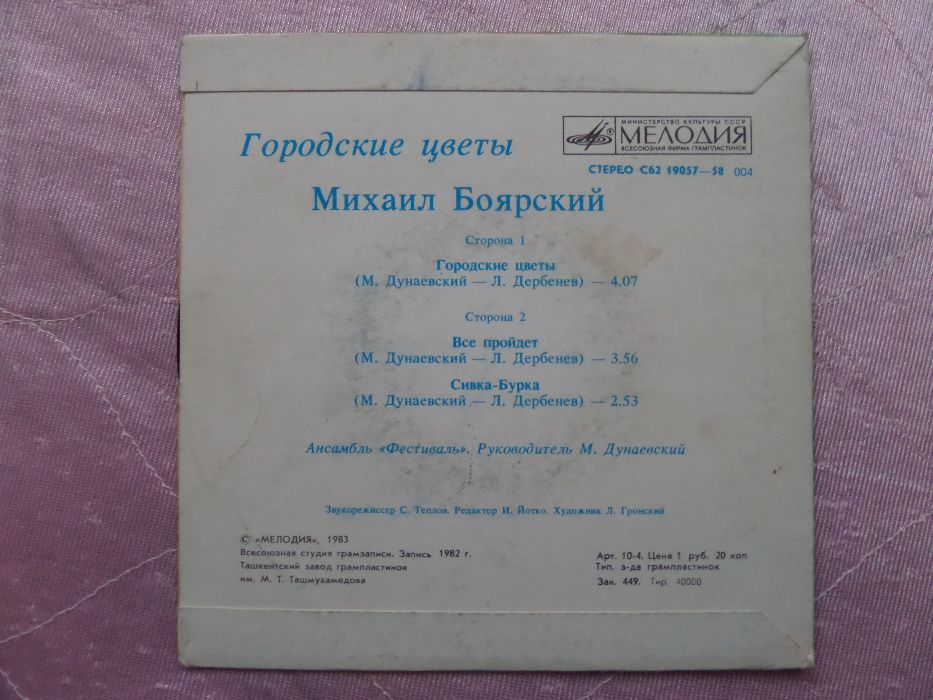 Городские цветы
МИНИСТЕРСТВО КУЛЬТУРЫ СССР
МЕЛОДИЯ
ВСЕСОЮЗНАЯ ФИРМА ГРАМПЛАСТИНОК
СТЕРЕО С62 19057—58 004
Михаил Боярский
Сторона 1
Городские цветы
(М. Дунаевский — Л. Дербенев) — 4.07
Сторона 2
Все пройдет
(М. Дунаевский — Л. Дербенев) — 3.56
Сивка-Бурка
(М. Дунаевский — Л. Дербенев) — 2.53
Ансамбль «Фестиваль». Руководитель М. Дунаевский
Звукорежиссер С. Теплов. Редактор И. Йотко. Художник Л. Гронский
© «МЕЛОДИЯ», 1983
Всесоюзная студия грамзаписи. Запись 1982 г.
Ташкентский завод грампластинок
им. М. Т. Ташмухамедова
Арт. 10-4. Цена 1 руб. 20 коп
Тип. з-да грампластинок
Зак. 449. Тир. 40000